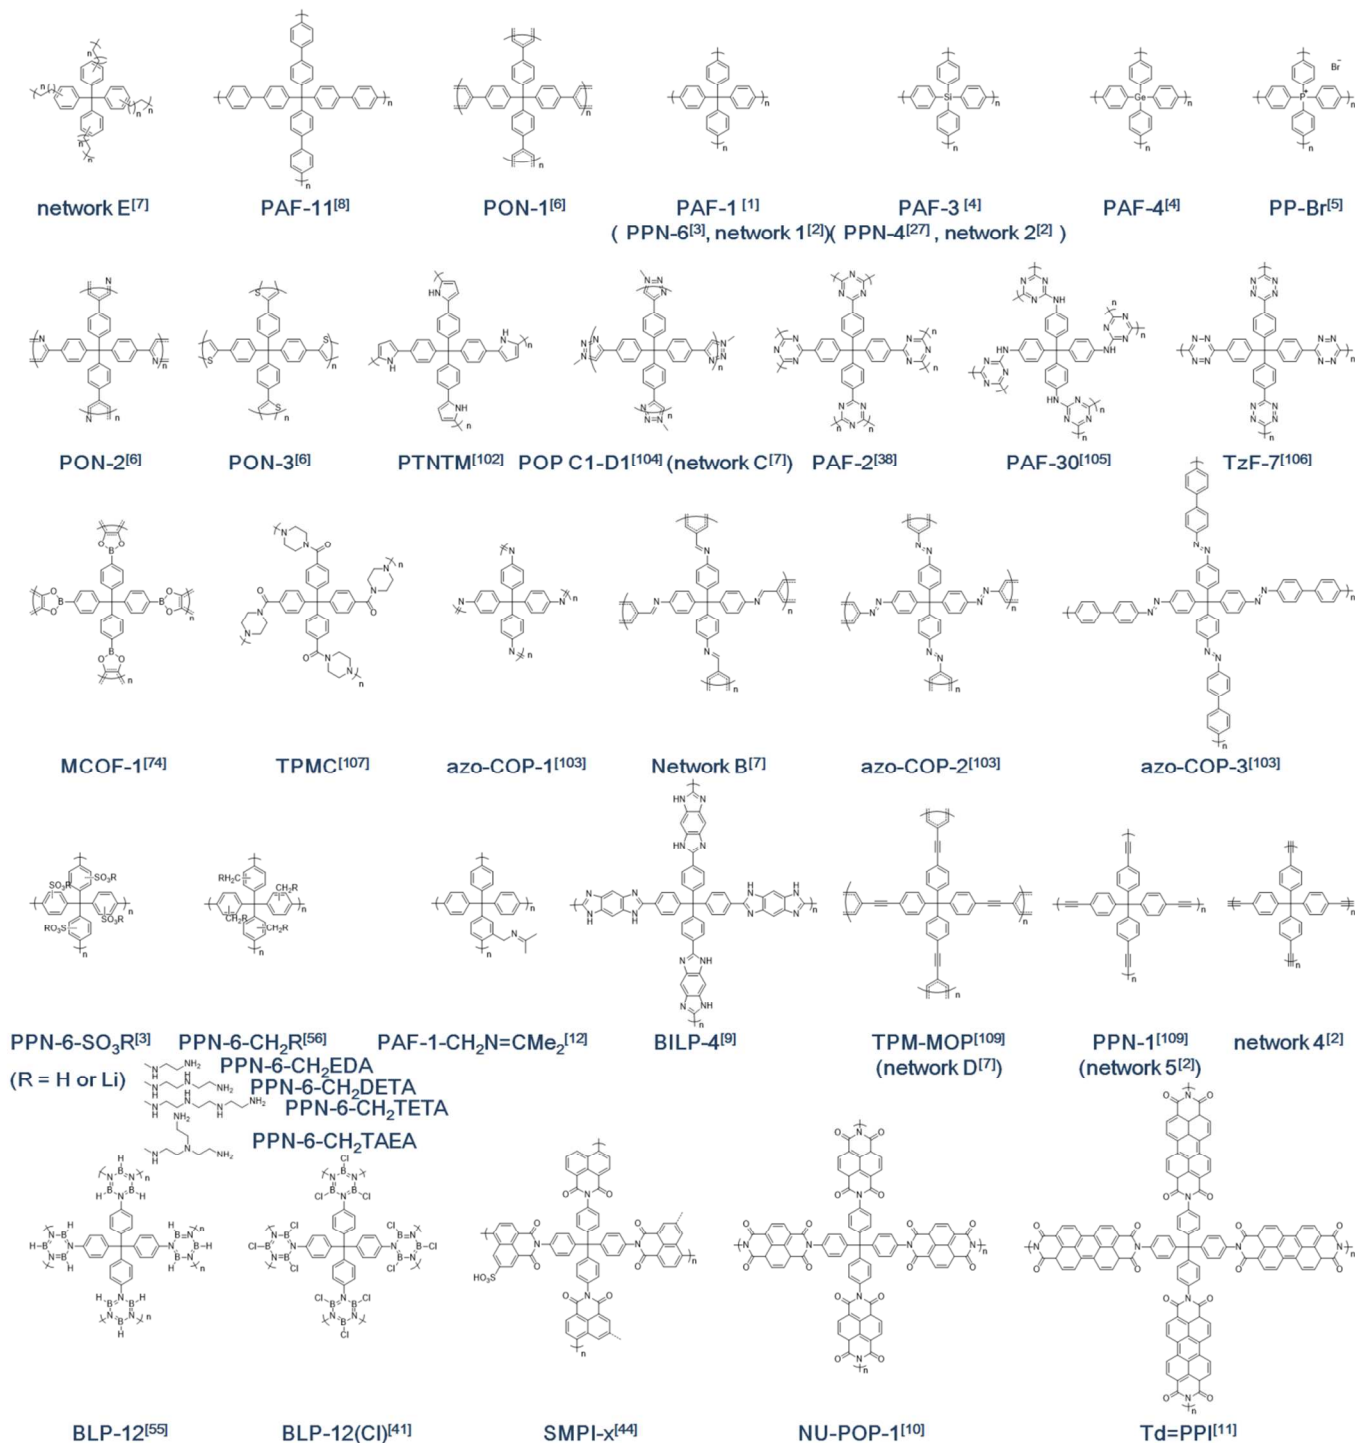 network E[7] PAF-11[8] PON-1[6] PAF-1 [1] PAF-3 [4] PAF-4[4] PP-Br[5]
( PPN-6[3], network 1[2])( PPN-4[27] , network 2[2] )
PON-2[6] PON-3[6] PTNTM[102] POP C1-D1[104] (network C[7]) PAF-2[38] PAF-30[105] TzF-7[106]
MCOF-1[74] TPMC[107] azo-COP-1[103] Network B[7] azo-COP-2[103] azo-COP-3[103]
PPN-6-SO3R[3] PPN-6-CH2R[56] PAF-1-CH2N=CMe2[12] BILP-4[9] TPM-MOP[109] PPN-1[109] network 4[2]
(R = H or Li) PPN-6-CH2EDA (network D[7]) (network 5[2])
PPN-6-CH2DETA
PPN-6-CH2TETA
PPN-6-CH2TAEA
BLP-12[55] BLP-12(Cl)[41] SMPI-x[44] NU-POP-1[10] Td=PPI[11]